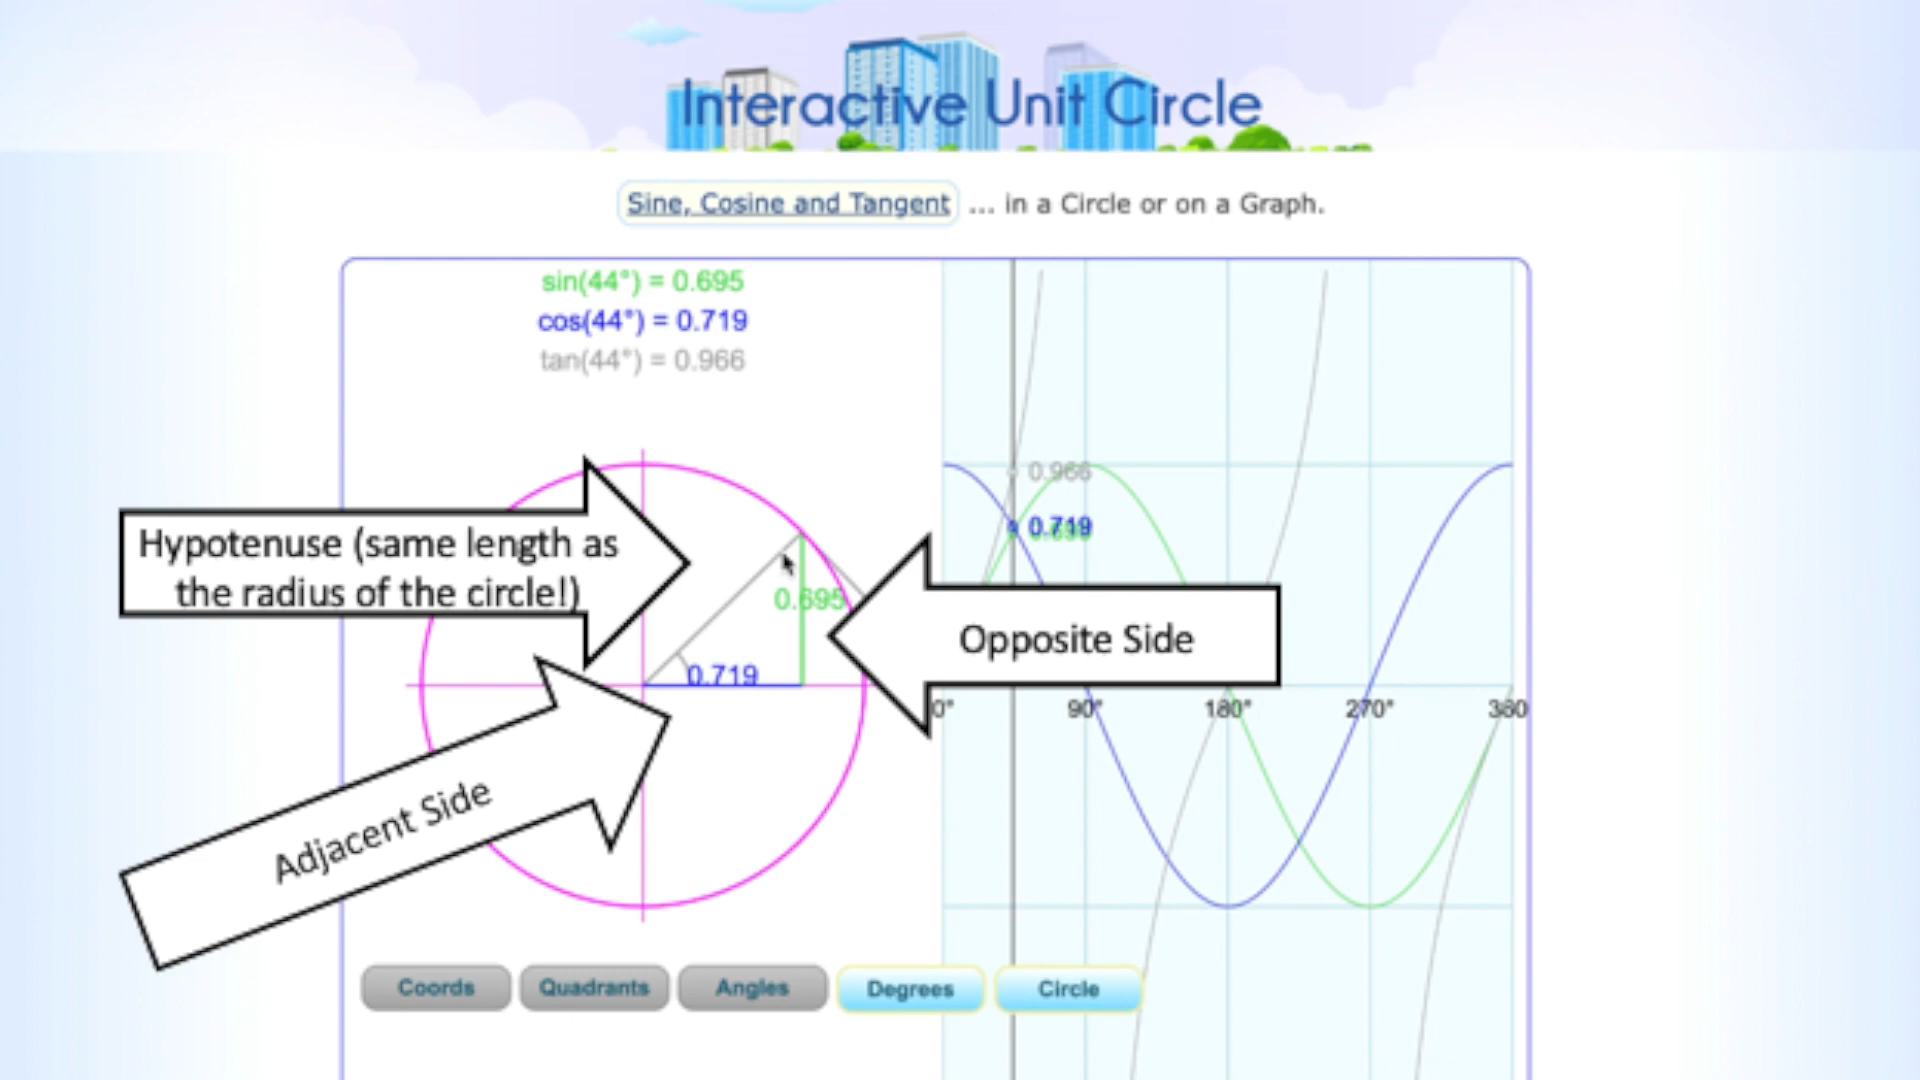 Interactive Unit Circle
Sine, Cosine and Tangent ... in a Circle or on a Graph.
sin(44°) = 0.695
cos(44°) = 0.719
tan(44°) = 0.966
0.966
0.719
Hypotenuse (same length as
the radius of the circle!)
0.695
Opposite Side
0.719
0° 90° 180° 270° 360
Adjacent Side
Coords Quadrants Angles Degrees Circle